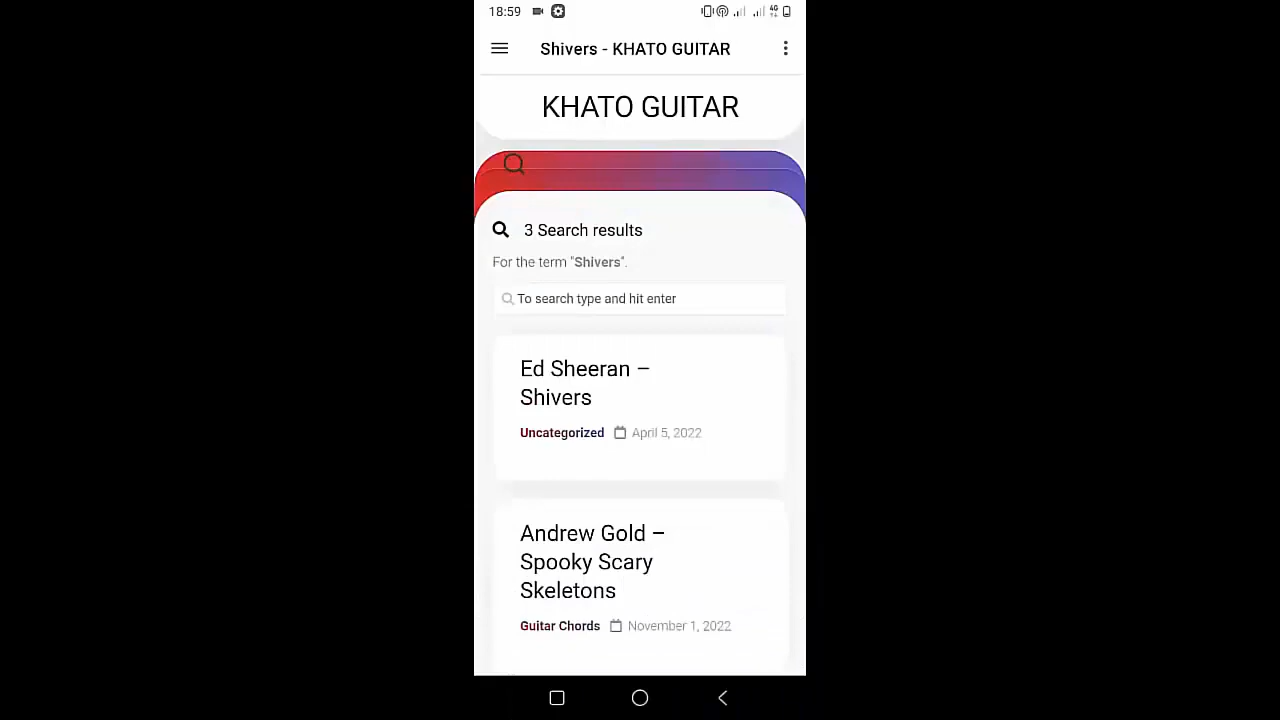 18:59
4G
Shivers - KHATO GUITAR
KHATO GUITAR
3 Search results
For the term "Shivers".
To search type and hit enter
Ed Sheeran –
Shivers
Uncategorized April 5, 2022
Andrew Gold –
Spooky Scary
Skeletons
Guitar Chords November 1, 2022